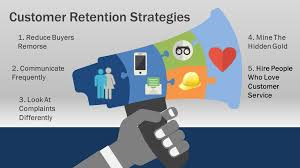 Customer Retention Strategies
1. Reduce Buyers
Remorse
2. Communicate
Frequently
3. Look At
Complaints
Differently
4. Mine The
Hidden Gold
5. Hire People
Who Love
Customer
Service